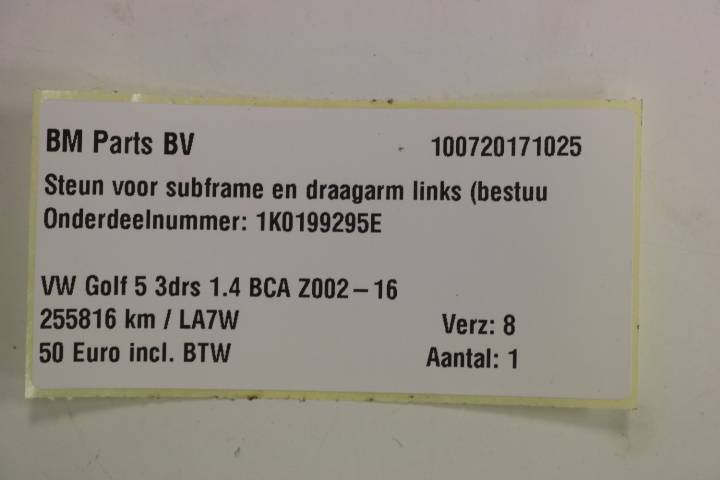 BM Parts BV 100720171025
Steun voor subframe en draagarm links (bestuu
Onderdeelnummer: 1K0199295E
VW Golf 5 3drs 1.4 BCA Z002-16
255816 km / LA7W Verz: 8
50 Euro incl. BTW Aantal: 1